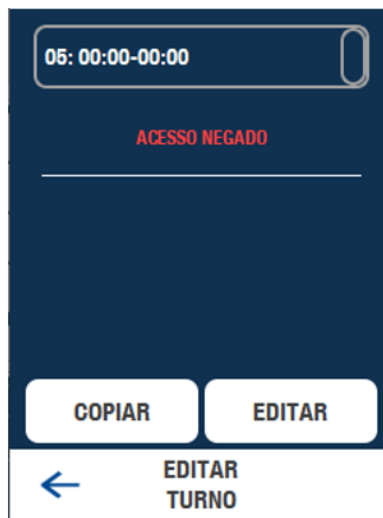 05: 00:00-00:00
ACESSO NEGADO
COPIAR EDITAR
EDITAR
TURNO